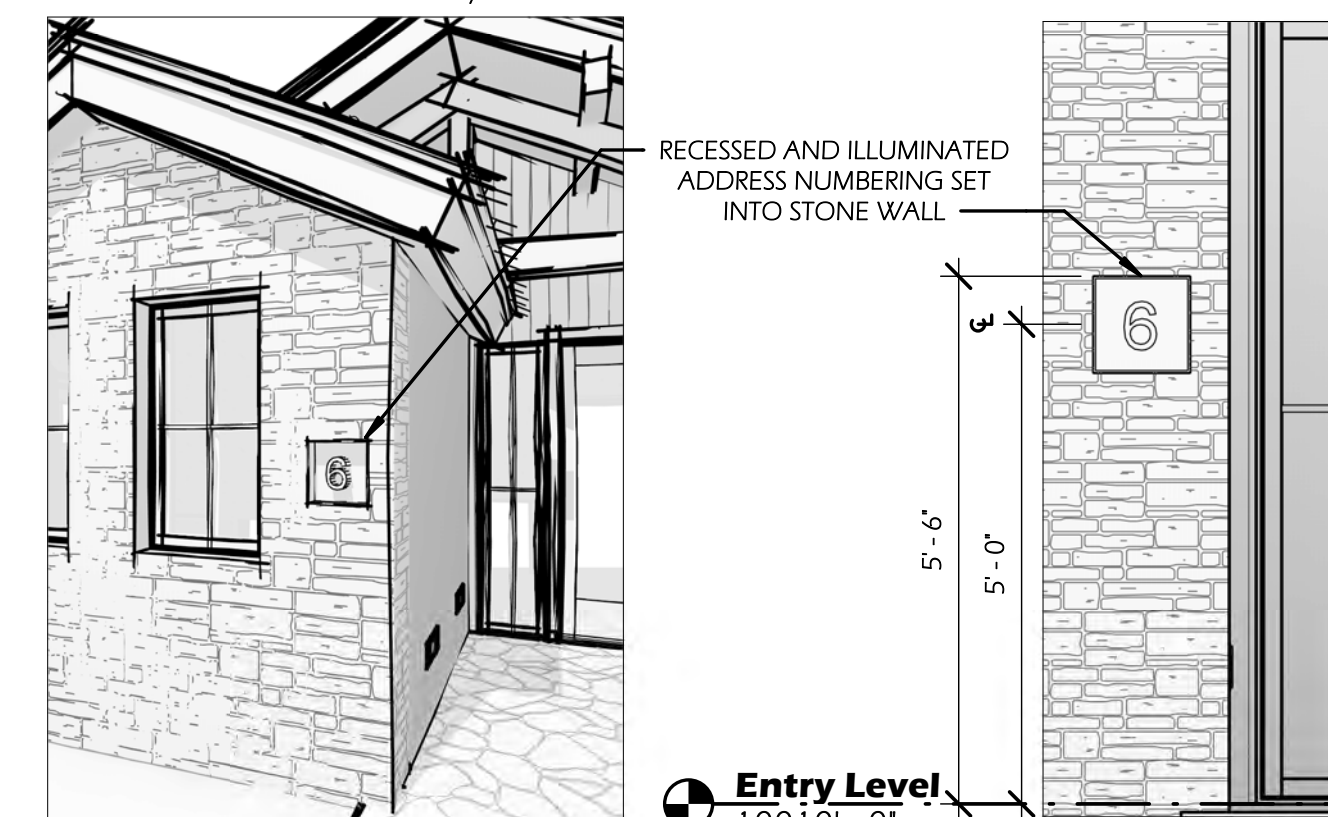 RECESSED AND ILLUMINATED
ADDRESS NUMBERING SET
INTO STONE WALL
6
6
℄
5' - 6"
5' - 0"
Entry Level